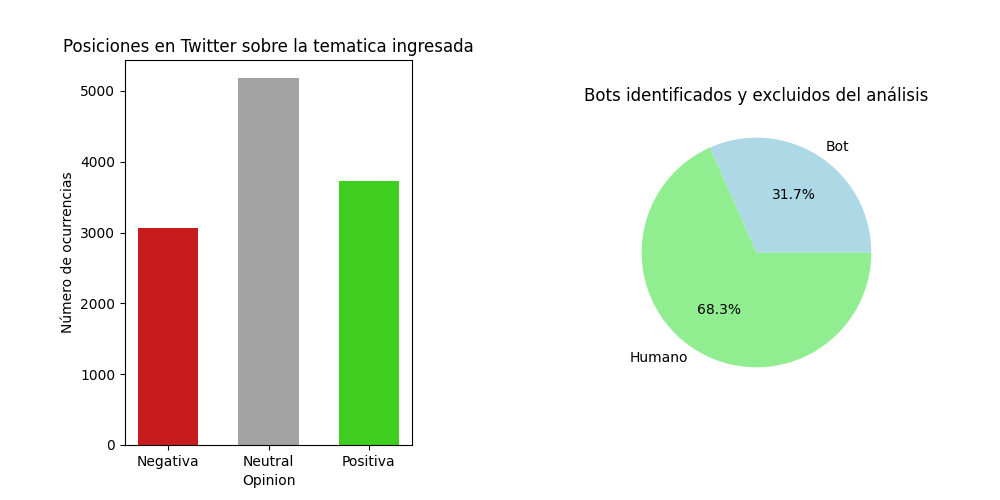 Posiciones en Twitter sobre la tematica ingresada
Número de ocurrencias
5000
4000
3000
2000
1000
0
Negativa
Neutral
Positiva
Opinion
Bots identificados y excluidos del análisis
Bot
31.7%
68.3%
Humano